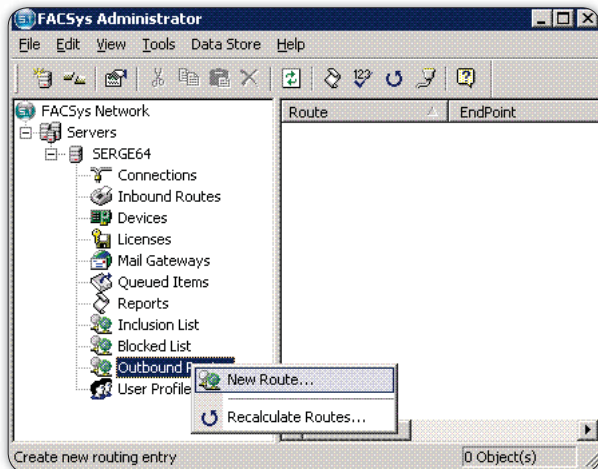 FACSys Administrator
File Edit View Tools Data Store Help
123
FACSys Network
Route EndPoint
Servers
SERGE64
Connections
Inbound Routes
Devices
Licenses
Mail Gateways
Queued Items
Reports
Inclusion List
Blocked List
Outbound
New Route...
User Profile
Recalculate Routes...
Create new routing entry
0 Object(s)